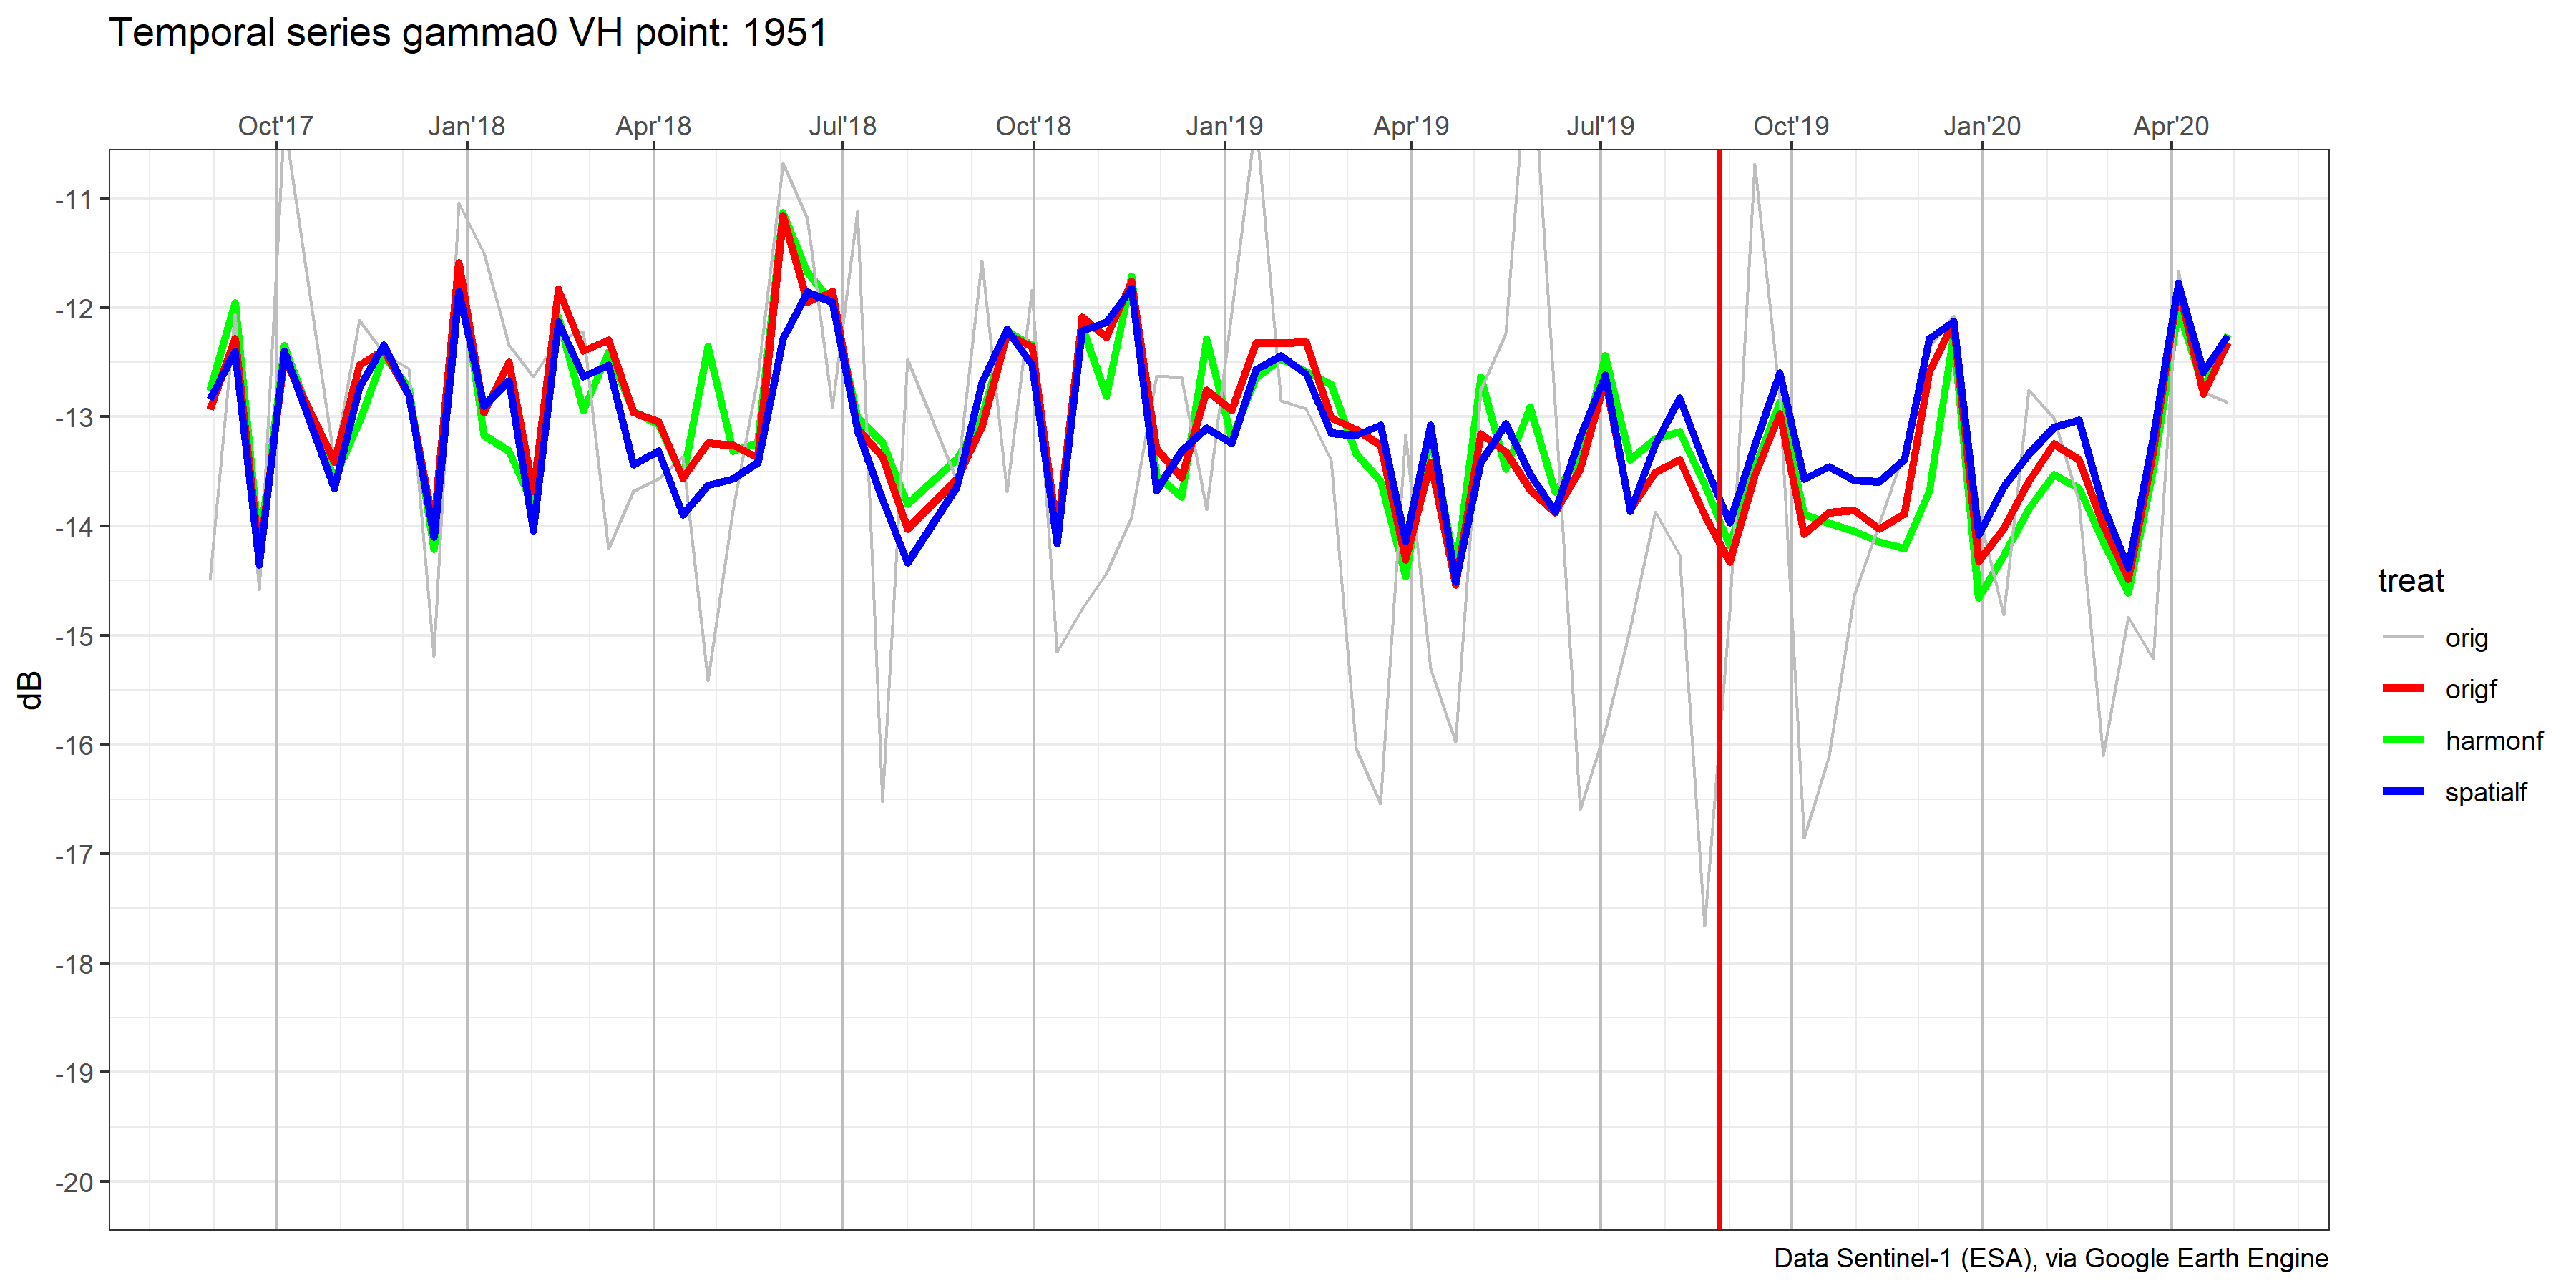 Temporal series gamma0 VH point: 1951
Oct'17 Jan'18 Apr'18 Jul'18 Oct'18 Jan'19 Apr'19 Jul'19 Oct'19 Jan'20 Apr'20
-11
-12
-13
-14
-15
-16
-17
-18
-19
-20
dB
treat
orig
origf
harmonf
spatialf
Data Sentinel-1 (ESA), via Google Earth Engine